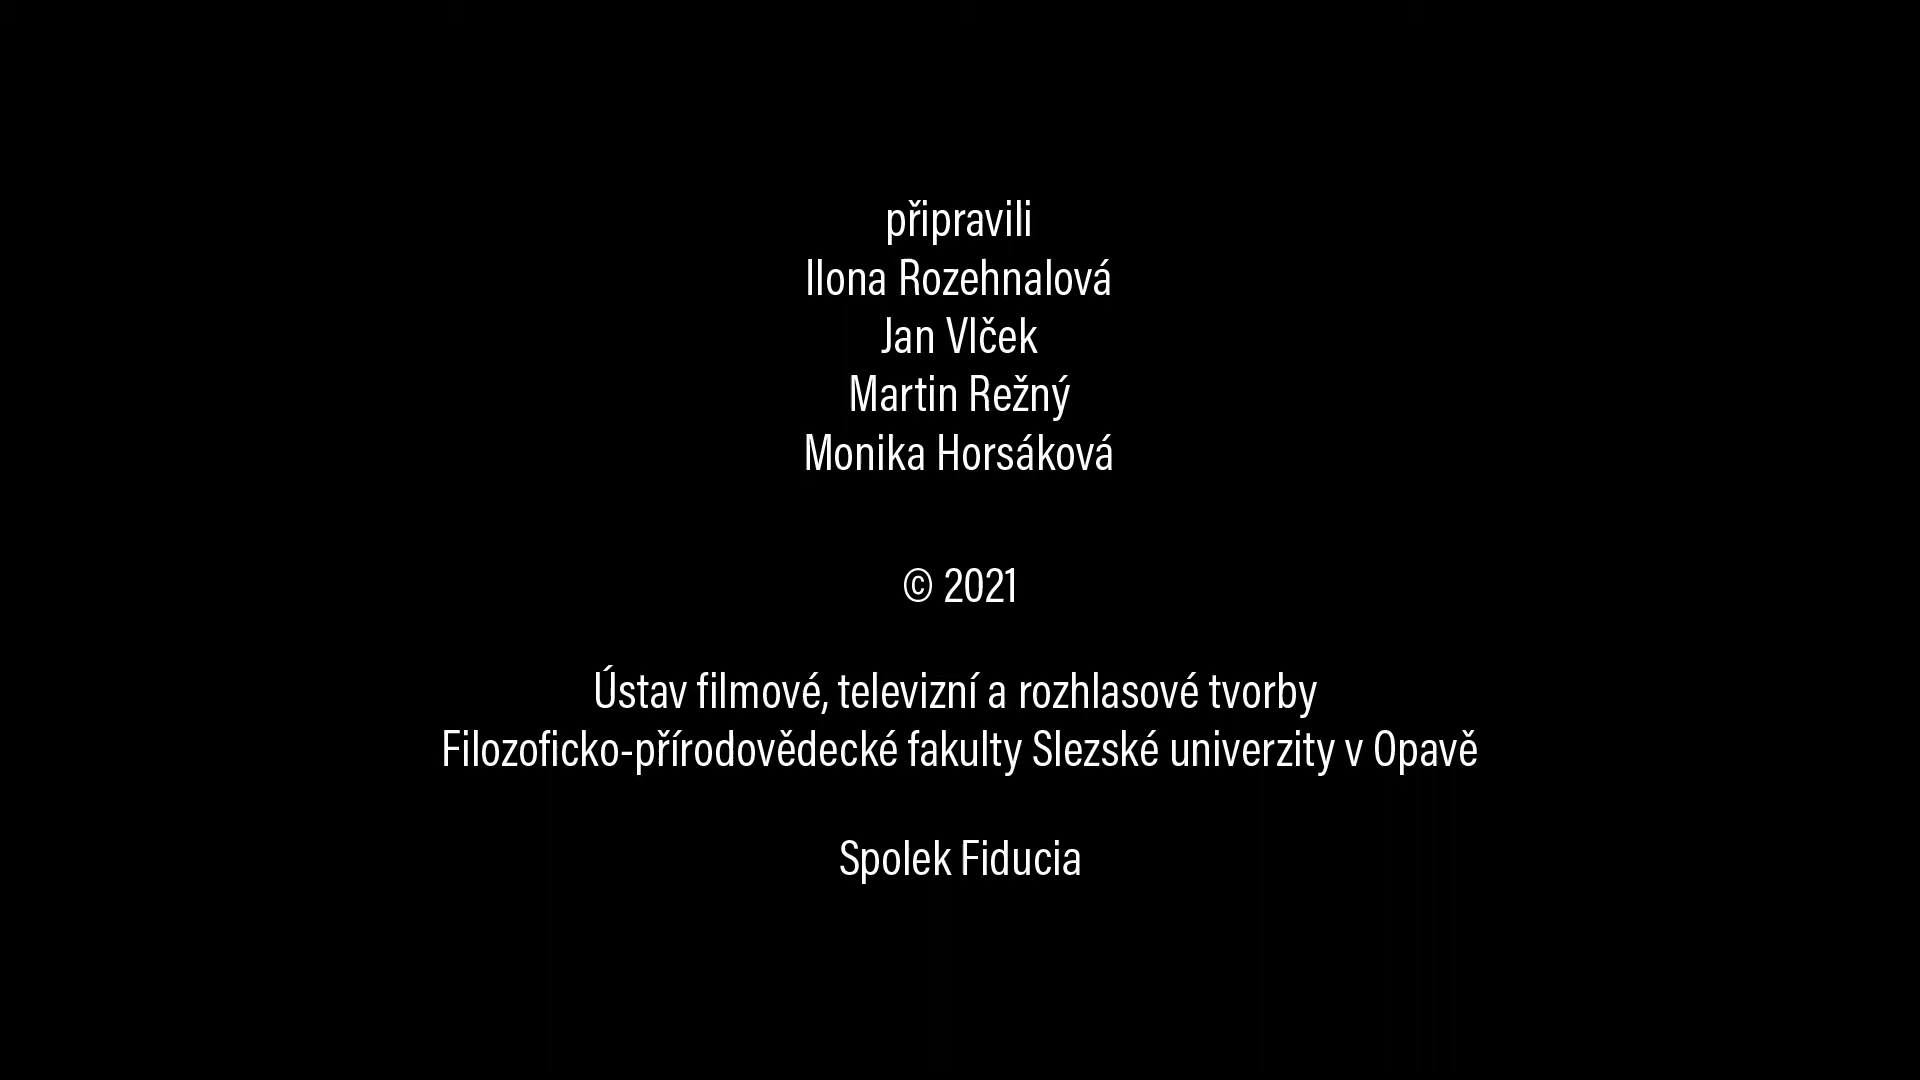 připravili
Ilona Rozehnalová
Jan Vlček
Martin Režný
Monika Horsáková
© 2021
Ústav filmové, televizní a rozhlasové tvorby
Filozoficko-přírodovědecké fakulty Slezské univerzity v Opavě
Spolek Fiducia